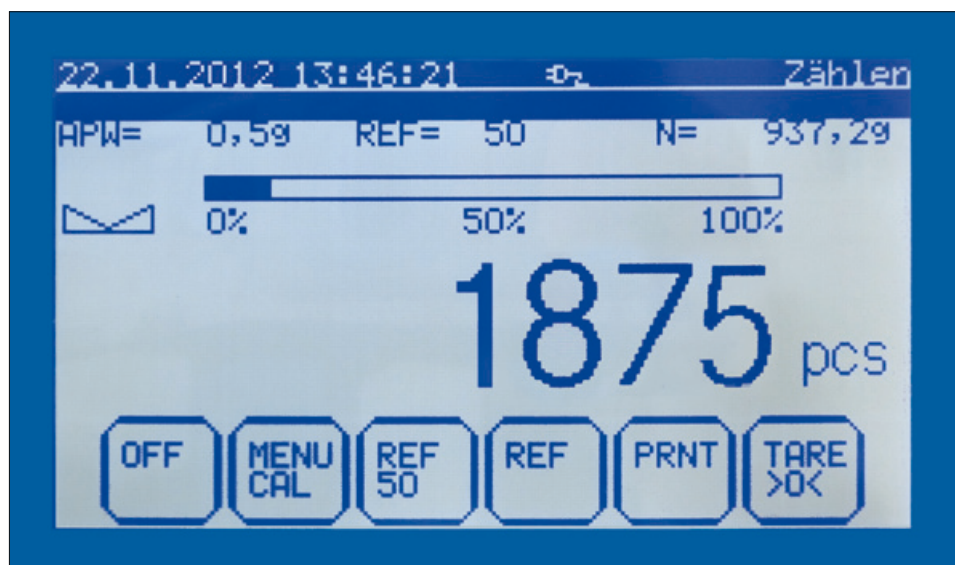 22.11.2012 13:46:21 Zählen
APW= 0,5g REF= 50 N= 937,2g
0% 50% 100%
1875 pcs
OFF MENU CAL REF 50 REF PRNT TARE >0<